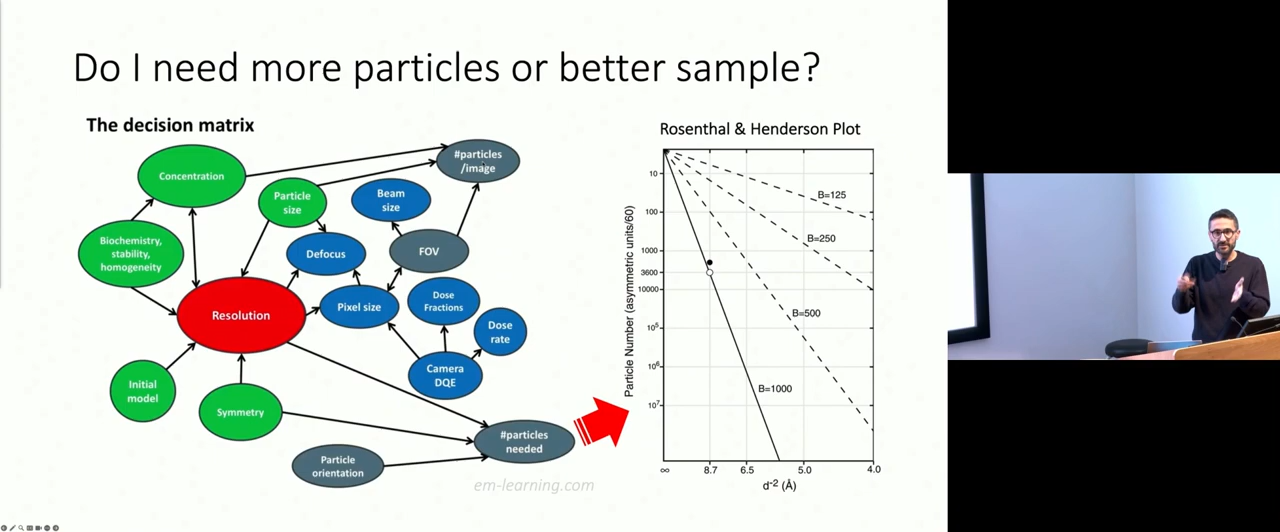 Do I need more particles or better sample?
The decision matrix
Concentration
#particles
/image
Particle
size
Beam
size
Biochemistry,
stability,
homogeneity
Defocus
FOV
Resolution
Pixel size
Dose
Fractions
Dose
rate
Camera
DQE
Initial
model
Symmetry
#particles
needed
Particle
orientation
em-learning.com
Rosenthal & Henderson Plot
Particle Number (asymmetric units/60)
10
100
1000
3600
10000
10⁵
10⁶
10⁷
B=125
B=250
B=500
B=1000
∞ 8.7 6.5 5.0 4.0
d⁻² (Å)